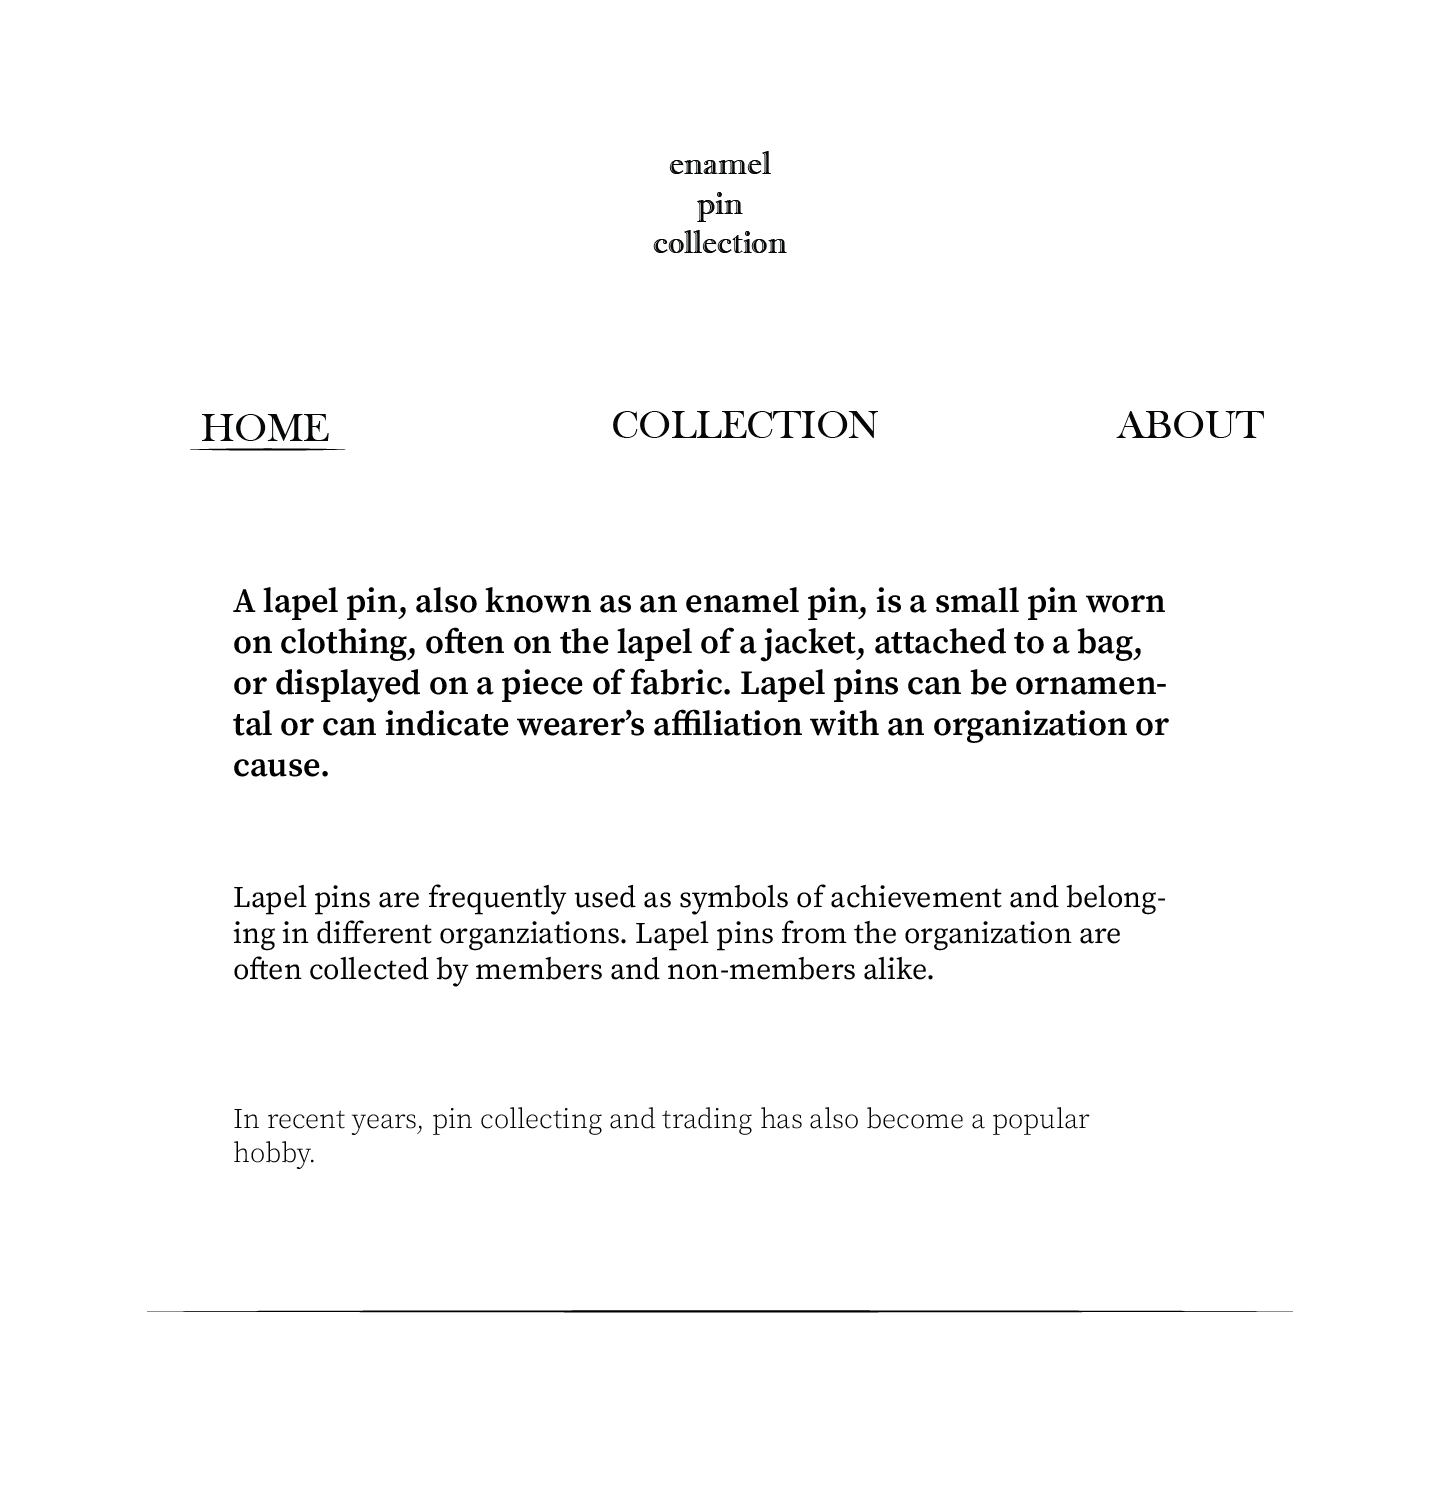 enamel
pin
collection
HOME COLLECTION ABOUT
A lapel pin, also known as an enamel pin, is a small pin worn
on clothing, often on the lapel of a jacket, attached to a bag,
or displayed on a piece of fabric. Lapel pins can be ornamen-
tal or can indicate wearer’s affiliation with an organization or
cause.
Lapel pins are frequently used as symbols of achievement and belong-
ing in different organziations. Lapel pins from the organization are
often collected by members and non-members alike.
In recent years, pin collecting and trading has also become a popular
hobby.